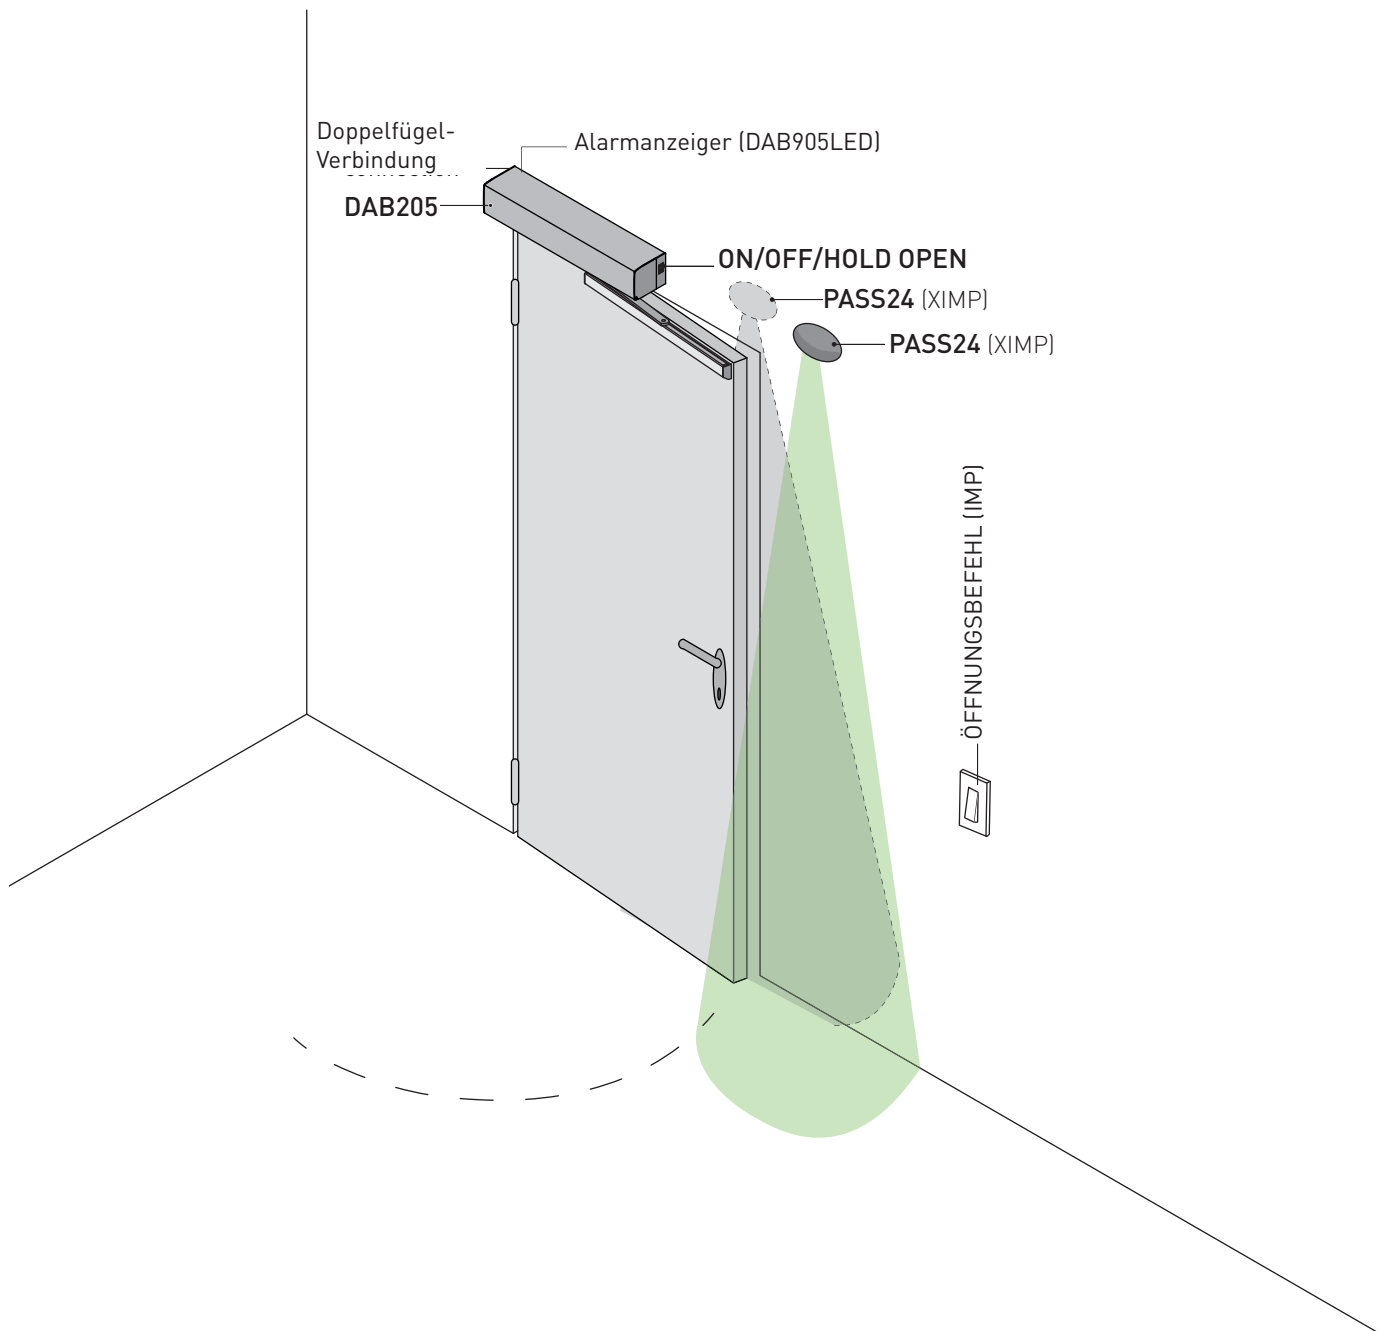 Doppelfügel-
Verbindung
Alarmanzeiger (DAB905LED)
DAB205
ON/OFF/HOLD OPEN
PASS24 (XIMP)
PASS24 (XIMP)
ÖFFNUNGSBEFEHL (IMP)